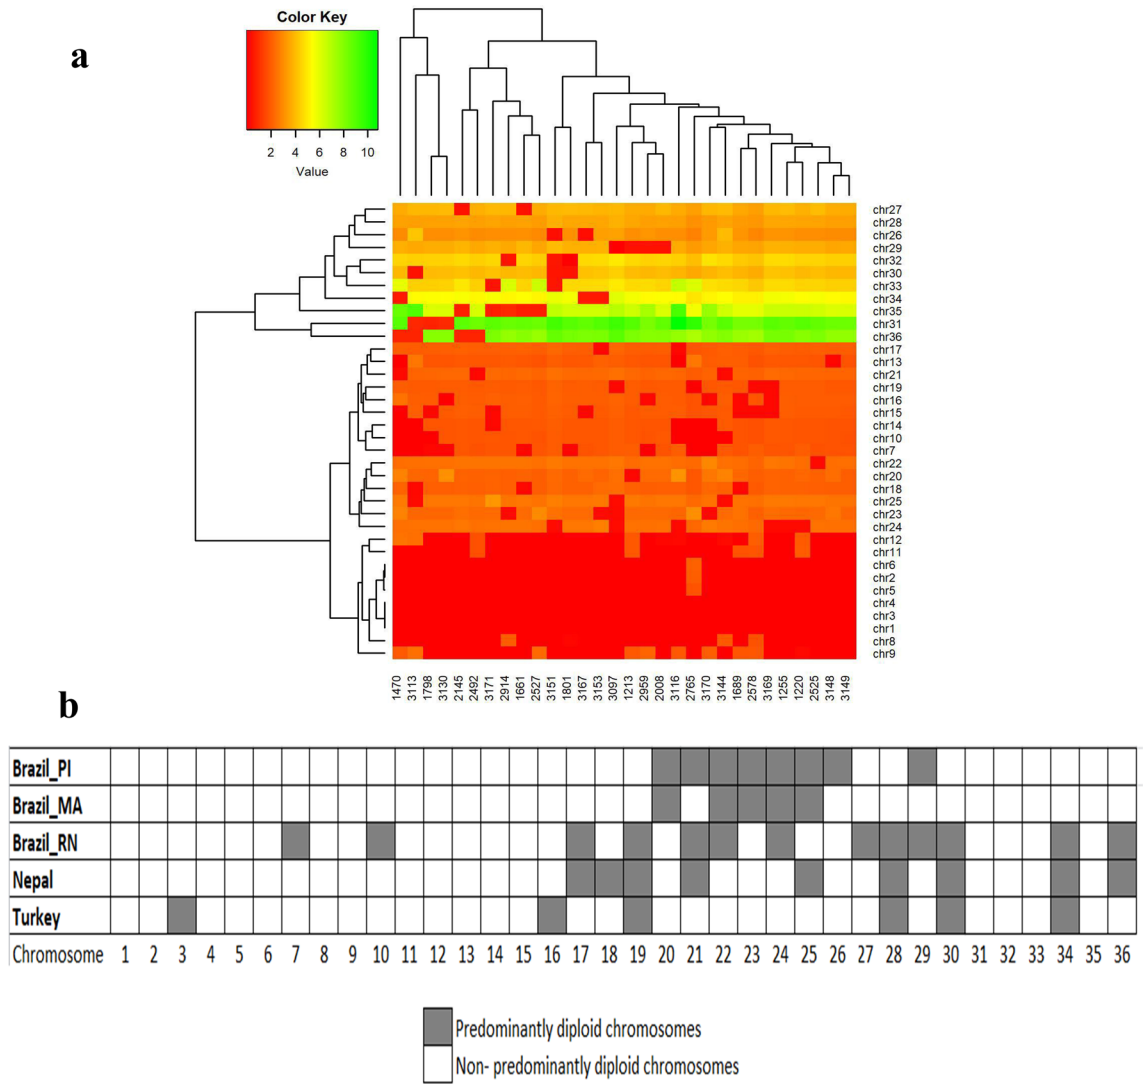 a
Color Key
2 4 6 8 10
Value
chr27
chr28
chr26
chr29
chr32
chr30
chr33
chr34
chr35
chr31
chr36
chr17
chr13
chr21
chr19
chr16
chr15
chr14
chr10
chr7
chr22
chr20
chr18
chr25
chr23
chr24
chr12
chr11
chr6
chr2
chr5
chr4
chr3
chr1
chr8
chr9
1470 3113 1798 3130 2145 2492 3171 2914 1661 2527 3151 1801 3167 3153 3097 1213 2959 2008 3116 2765 3170 3144 1689 2578 3169 1255 1220 2525 3148 3149
b
Brazil_PI
Brazil_MA
Brazil_RN
Nepal
Turkey
Chromosome 1 2 3 4 5 6 7 8 9 10 11 12 13 14 15 16 17 18 19 20 21 22 23 24 25 26 27 28 29 30 31 32 33 34 35 36
Predominantly diploid chromosomes
Non- predominantly diploid chromosomes